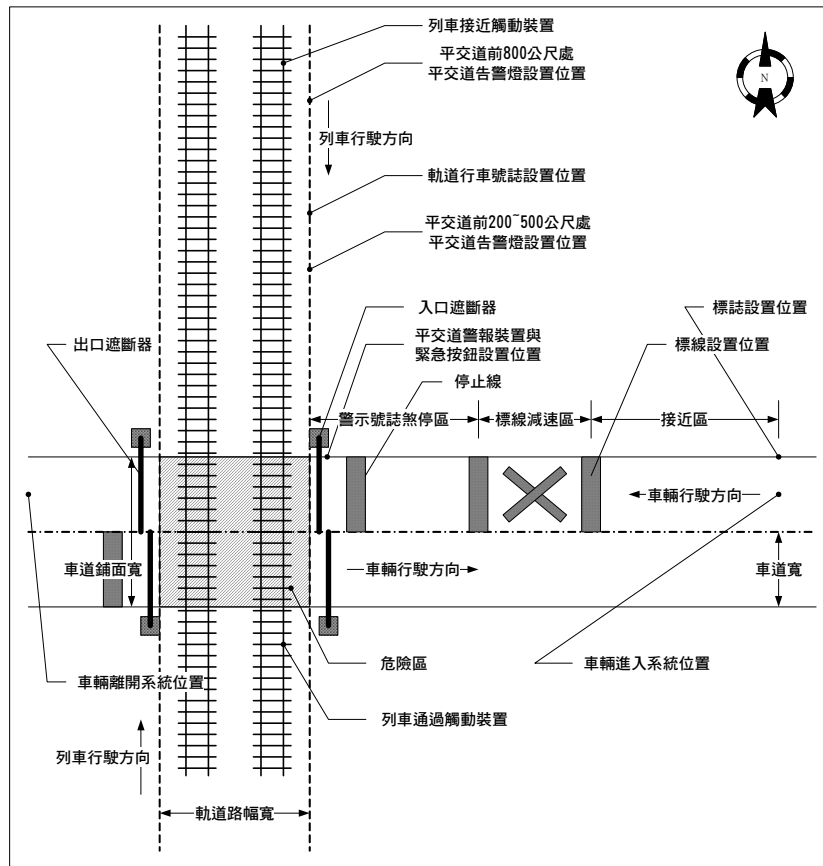 列車接近觸動裝置
平交道前800公尺處
平交道告警燈設置位置
N
列車行駛方向
軌道行車號誌設置位置
平交道前200~500公尺處
平交道告警燈設置位置
入口遮斷器
標誌設置位置
出口遮斷器
平交道警報裝置與
緊急按鈕設置位置
標線設置位置
停止線
警示號誌煞停區
標線減速區
接近區
車輛行駛方向
車道鋪面寬
車輛行駛方向
車道寬
危險區
車輛進入系統位置
車輛離開系統位置
列車通過觸動裝置
列車行駛方向
軌道路幅寬